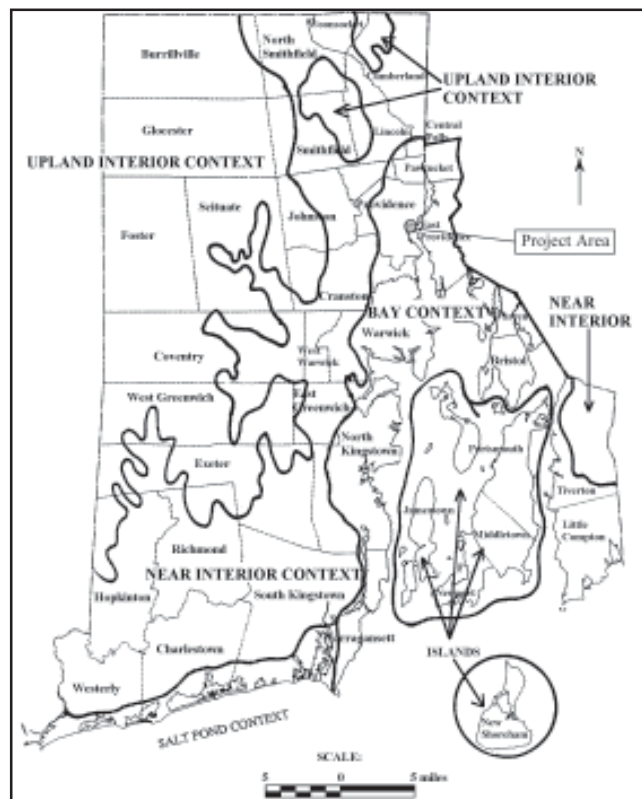 Woonsocket
Burrillville
North
Smithfield
Cumberland
UPLAND INTERIOR
CONTEXT
Glocester
Lincoln
Central
Falls
Smithfield
UPLAND INTERIOR CONTEXT
Pawtucket
N
Scituate
Johnston
Providence
Foster
East
Providence
Project Area
Cranston
BAY CONTEXT
NEAR
INTERIOR
Warwick
Coventry
West
Warwick
Bristol
West Greenwich
East
Greenwich
North
Kingstown
Portsmouth
Exeter
Tiverton
Jamestown
Middletown
Little
Compton
Richmond
NEAR INTERIOR CONTEXT
Hopkinton
South Kingstown
Newport
Narragansett
Charlestown
ISLANDS
Westerly
New
Shoreham
SALT POND CONTEXT
SCALE:
5 0 5 miles